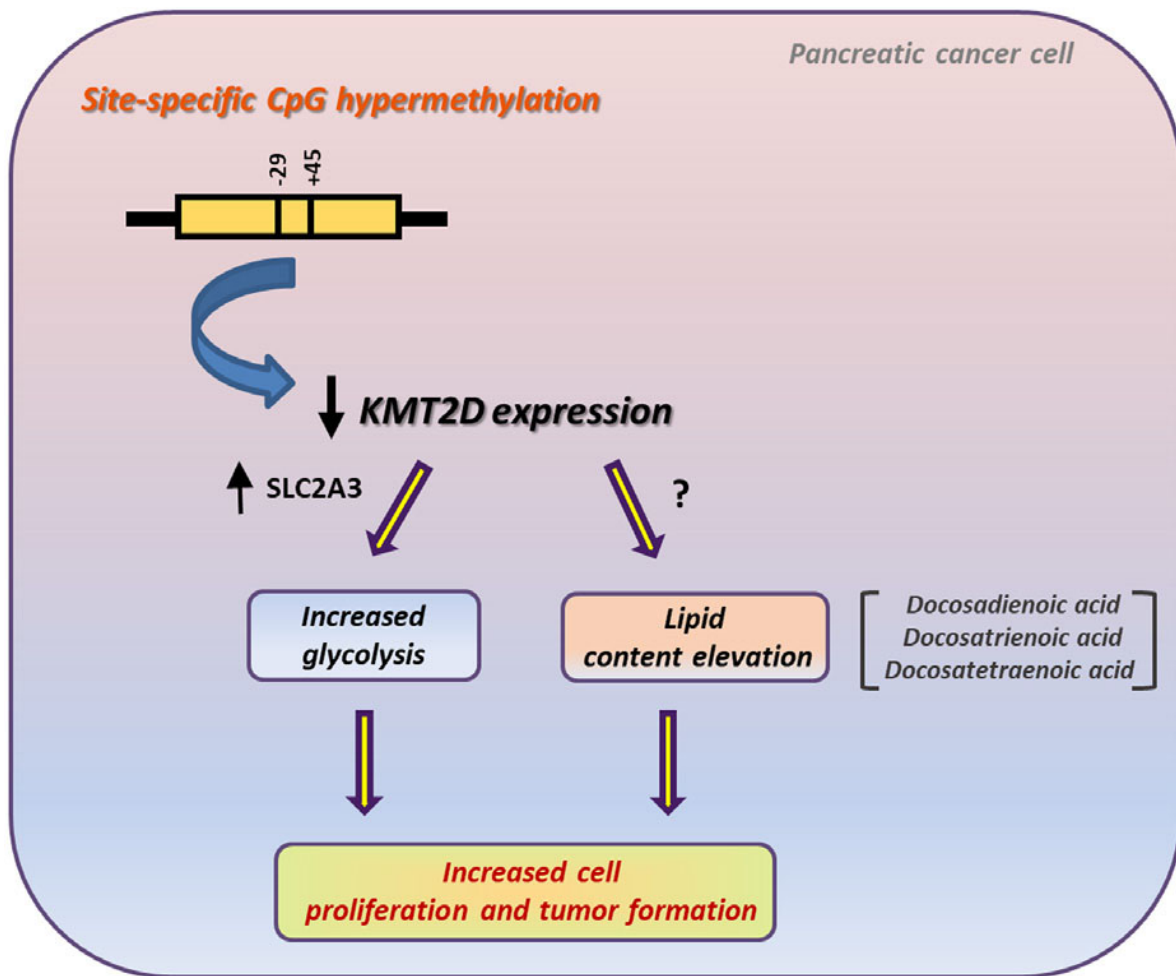 Pancreatic cancer cell
Site-specific CpG hypermethylation
-29
+45
KMT2D expression
SLC2A3
?
Increased
glycolysis
Lipid
content elevation
Docosadienoic acid
Docosatrienoic acid
Docosatetraenoic acid
Increased cell
proliferation and tumor formation